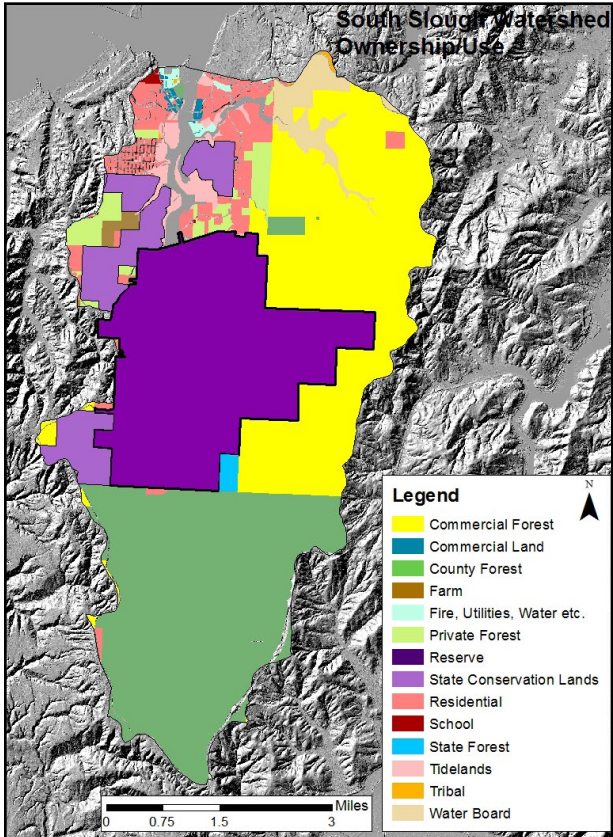 South Slough Watershed
Ownership/Use
Legend
N
Commercial Forest
Commercial Land
County Forest
Farm
Fire, Utilities, Water etc.
Private Forest
Reserve
State Conservation Lands
Residential
School
State Forest
Tidelands
Tribal
Water Board
Miles
0 0.75 1.5 3